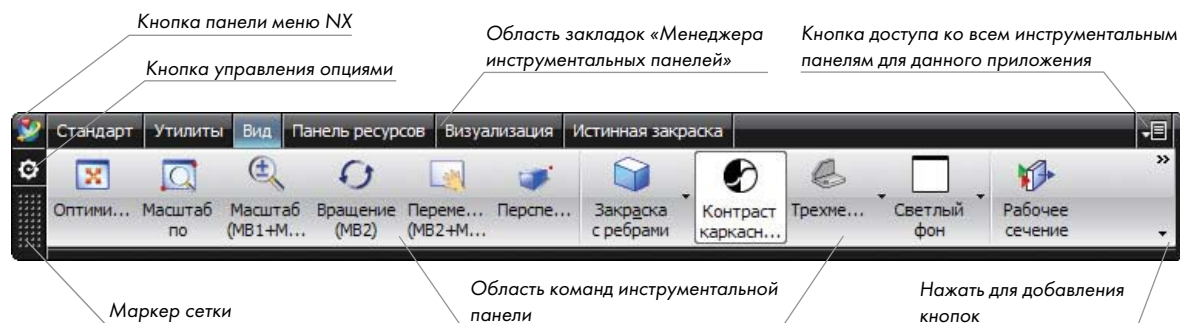 Кнопка панели меню NX
Область закладок «Менеджера
инструментальных панелей»
Кнопка доступа ко всем инструментальным
панелям для данного приложения
Кнопка управления опциями
Стандарт Утилиты Вид Панель ресурсов Визуализация Истинная закраска
Оптими... Масштаб Масштаб Вращение Переме... Перспе... Закраска Контраст Трехме... Светлый Рабочее
по (MB1+M... (MB2) (MB2+M... с ребрами каркасн... фон сечение
Маркер сетки
Область команд инструментальной
панели
Нажать для добавления
кнопок